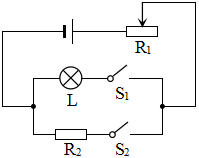 R₁
L S₁
R₂ S₂